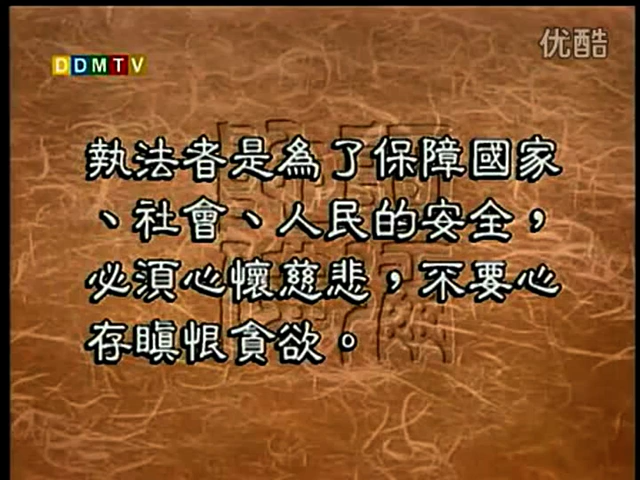 优酷
DDMTV
執法者是為了保障國家
、社會、人民的安全，
必須心懷慈悲，不要心
存瞋恨貪欲。